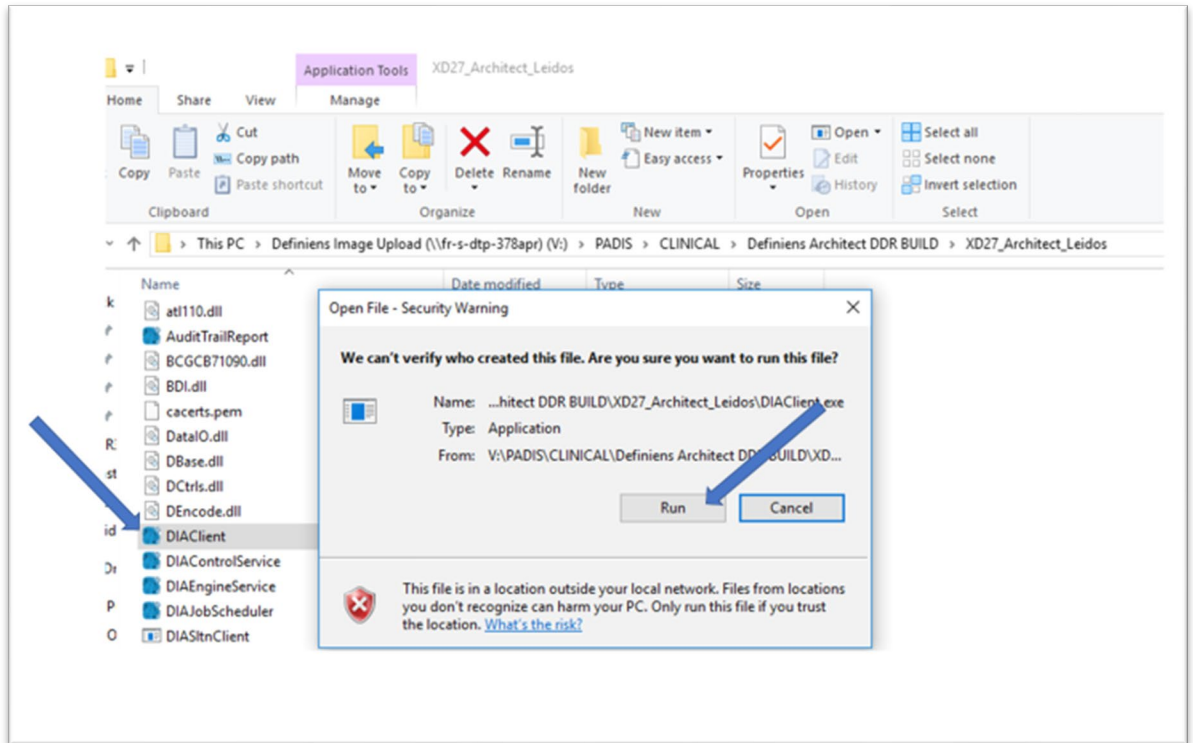 Application Tools XD27_Architect_Leidos
Home Share View Manage
Copy
Paste
Cut
Copy path
Paste shortcut
Move to
Copy to
Delete
Rename
New folder
New item
Easy access
Properties
Open
Edit
History
Select all
Select none
Invert selection
Clipboard Organize New Open Select
This PC > Definiens Image Upload (\\fr-s-dtp-378apr) (V:) > PADIS > CLINICAL > Definiens Architect DDR BUILD > XD27_Architect_Leidos
Name Date modified Type Size
atl110.dll
AuditTrailReport
BCGCB71090.dll
BDI.dll
cacerts.pem
DataIO.dll
DBase.dll
DCtrls.dll
DEncode.dll
DIAClient
DIAControlService
DIAEngineService
DIAJobScheduler
DIASltnClient
Open File - Security Warning
We can't verify who created this file. Are you sure you want to run this file?
Name: ...hitect DDR BUILD\XD27_Architect_Leidos\DIAClient.exe
Type: Application
From: V:\PADIS\CLINICAL\Definiens Architect DDR BUILD\XD...
Run Cancel
This file is in a location outside your local network. Files from locations
you don't recognize can harm your PC. Only run this file if you trust
the location. What's the risk?